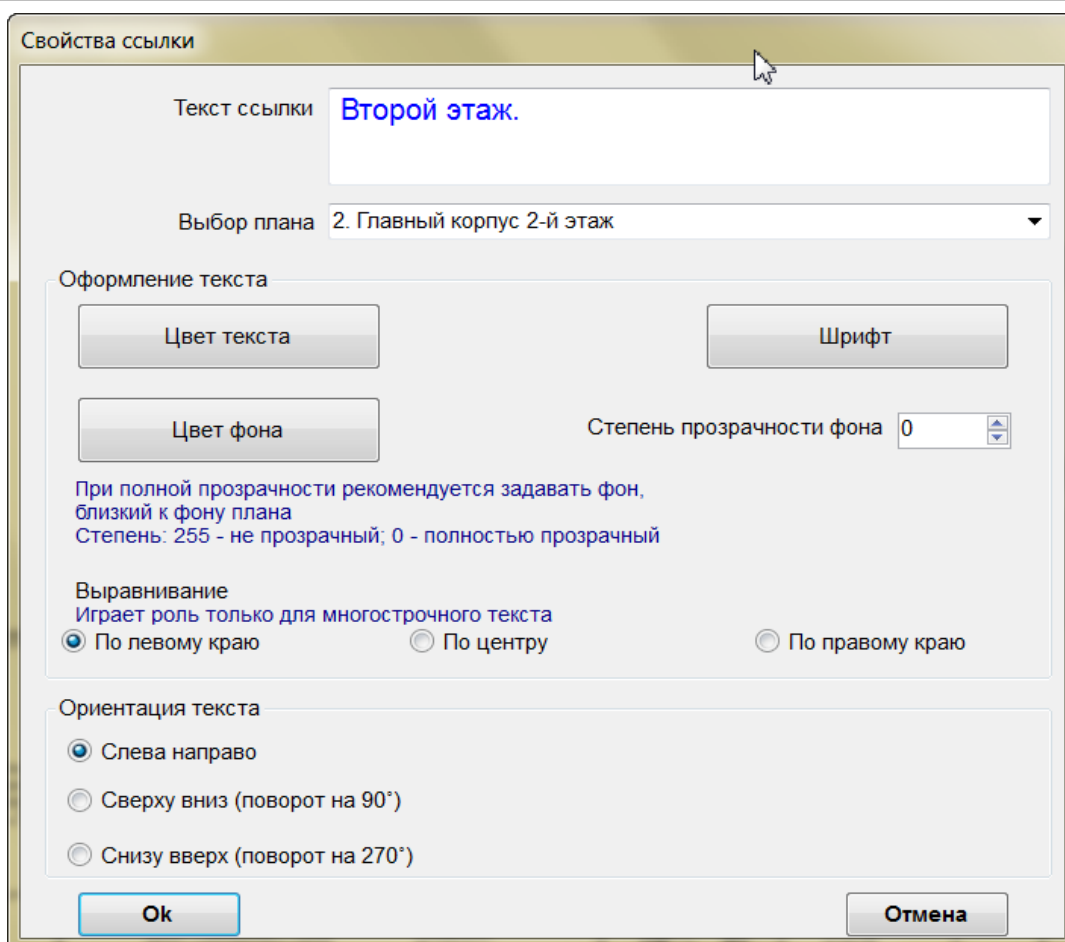 Свойства ссылки
Текст ссылки
Второй этаж.
Выбор плана
2. Главный корпус 2-й этаж
Оформление текста
Цвет текста
Шрифт
Цвет фона
Степень прозрачности фона
0
При полной прозрачности рекомендуется задавать фон,
близкий к фону плана
Степень: 255 - не прозрачный; 0 - полностью прозрачный
Выравнивание
Играет роль только для многострочного текста
По левому краю
По центру
По правому краю
Ориентация текста
Слева направо
Сверху вниз (поворот на 90˚)
Снизу вверх (поворот на 270˚)
Ok
Отмена